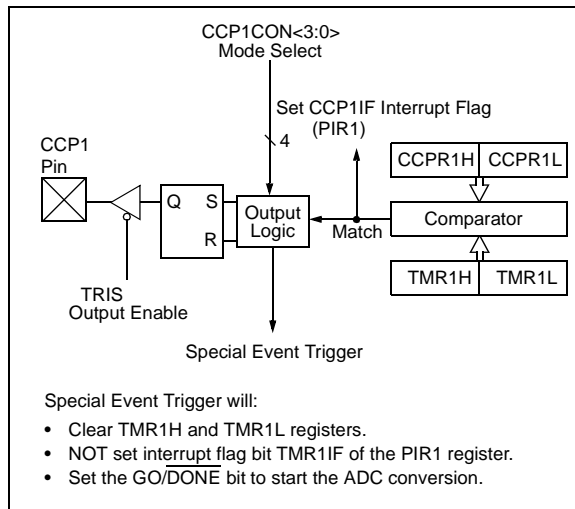 CCP1CON<3:0>
Mode Select
Set CCP1IF Interrupt Flag
(PIR1)
4
CCP1
Pin
CCPR1H CCPR1L
Q S
R
Output
Logic
Match
Comparator
TMR1H TMR1L
TRIS
Output Enable
Special Event Trigger
Special Event Trigger will:
• Clear TMR1H and TMR1L registers.
• NOT set interrupt flag bit TMR1IF of the PIR1 register.
• Set the GO/DONE bit to start the ADC conversion.